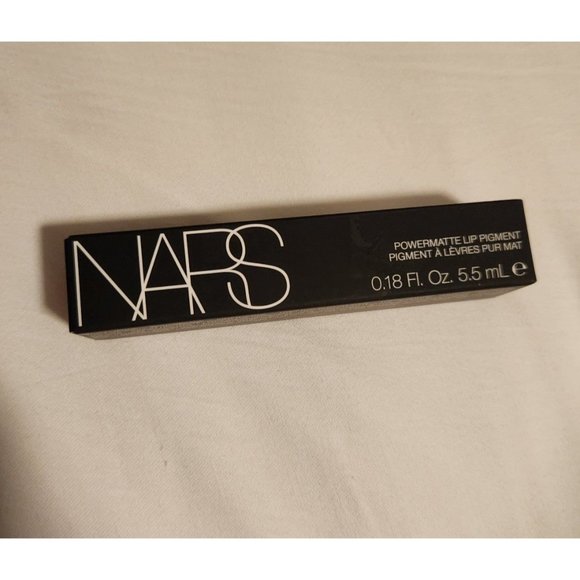 NARS
POWERMATTE LIP PIGMENT
PIGMENT À LÈVRES PUR MAT
0.18 Fl. Oz. 5.5 mL ℮